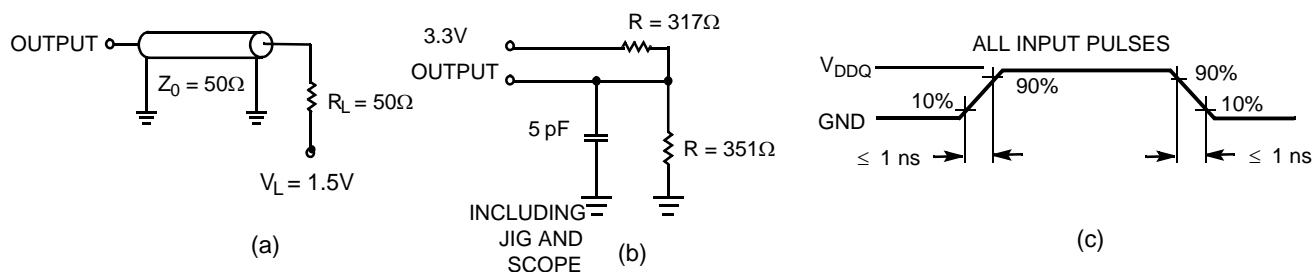 OUTPUT
Z0 = 50Ω
RL = 50Ω
VL = 1.5V
(a)
R = 317Ω
3.3V
OUTPUT
5 pF
R = 351Ω
INCLUDING
JIG AND
SCOPE
(b)
ALL INPUT PULSES
VDDQ
GND
10%
90%
90%
10%
≤ 1 ns
≤ 1 ns
(c)